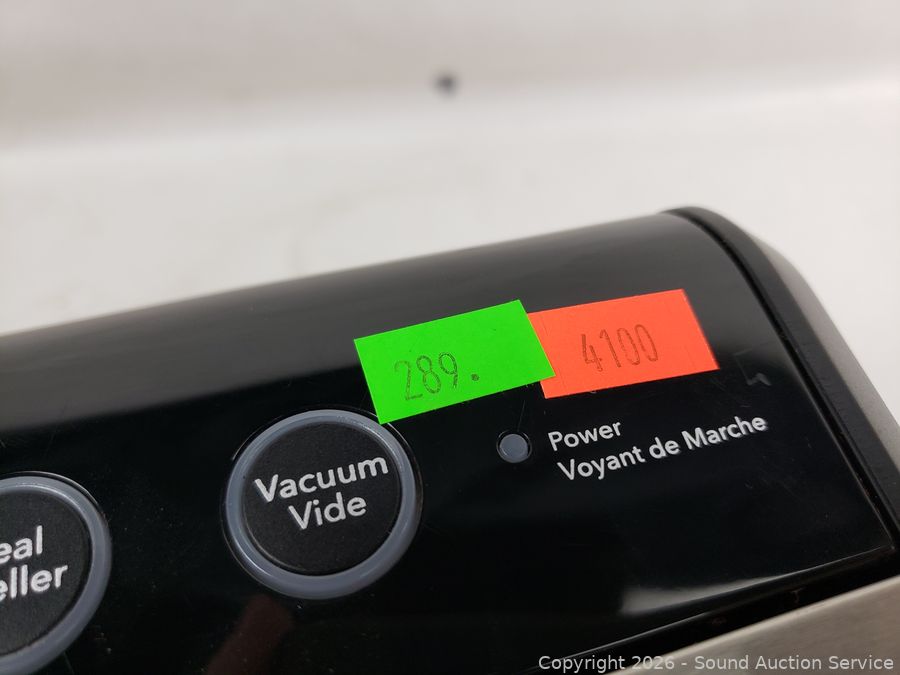 289.
4100
Power
Voyant de Marche
Vacuum
Vide
eal
eller
Copyright 2026 - Sound Auction Service